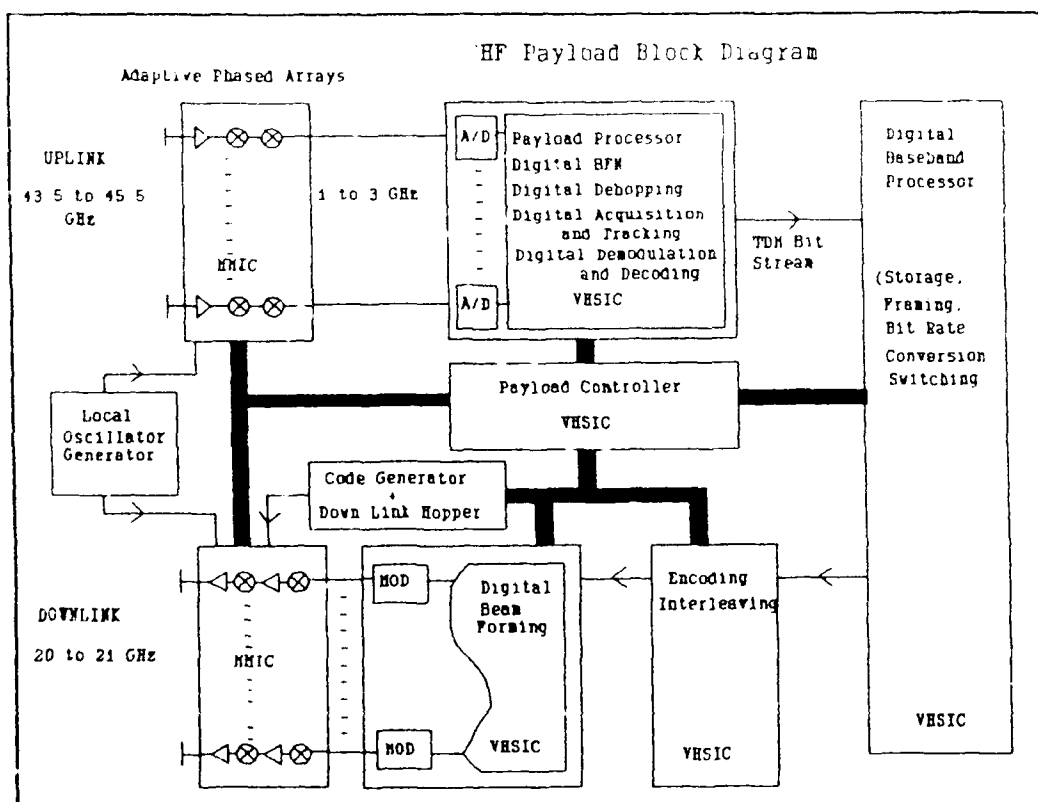 HF Payload Block Diagram
Adaptive Phased Arrays
UPLINK
43 5 to 45 5
GHz
MMIC
1 to 3 GHz
A/D
A/D
Payload Processor
Digital BFN
Digital Dehopping
Digital Acquisition
and Tracking
Digital Demodulation
and Decoding
VHSIC
TDM Bit
Stream
Digital
Baseband
Processor
(Storage,
Framing,
Bit Rate
Conversion
Switching
VHSIC
Payload Controller
VHSIC
Local
Oscillator
Generator
Code Generator
+
Down Link Hopper
DOWNLINK
20 to 21 GHz
MMIC
MOD
MOD
Digital
Beam
Forming
VHSIC
Encoding
Interleaving
VHSIC